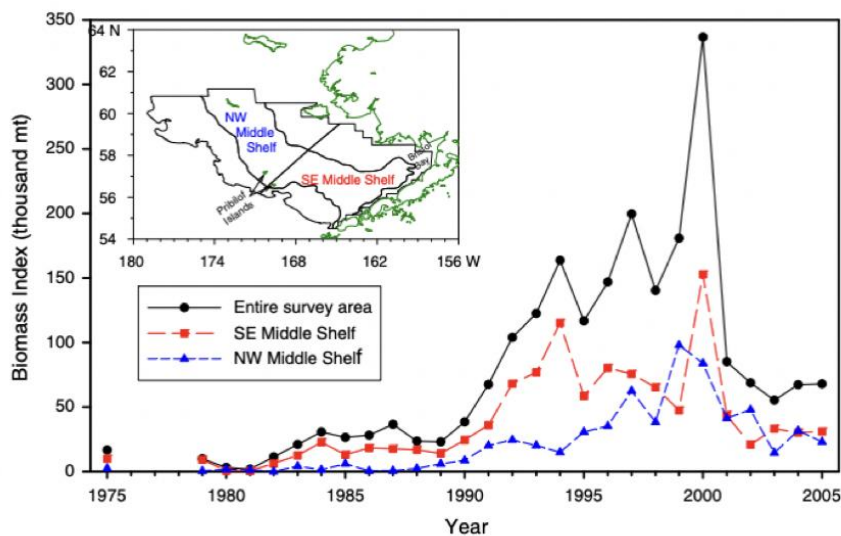 350
300
250
200
150
100
50
0
Biomass Index (thousand mt)
64 N
62
60
58
56
54
180
174
168
162
156 W
NW
Middle
Shelf
SE Middle Shelf
Bristol
Bay
Pribilof
Islands
Entire survey area
SE Middle Shelf
NW Middle Shelf
1975
1980
1985
1990
1995
2000
2005
Year